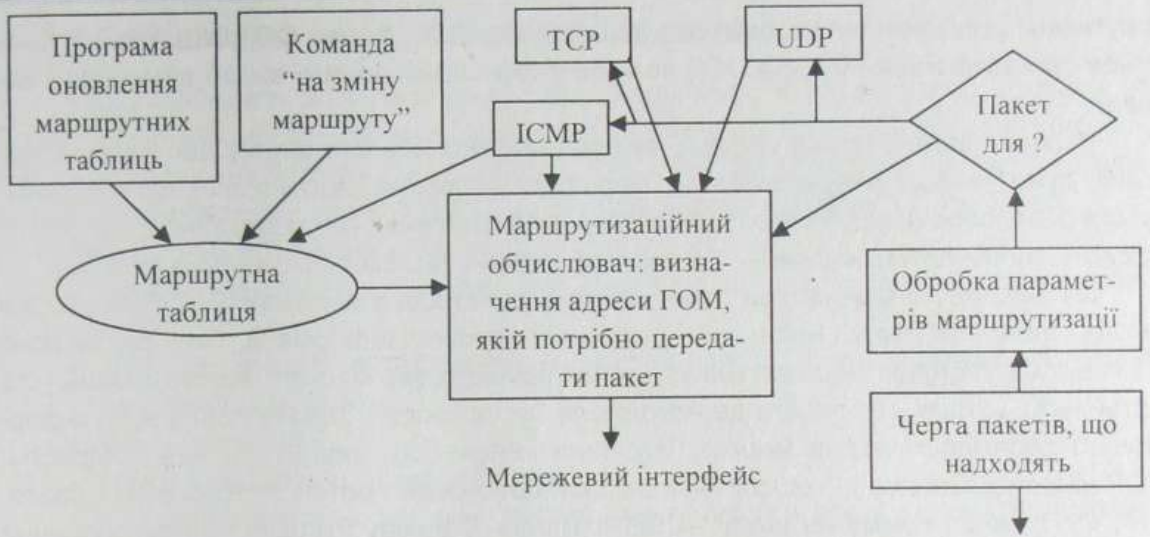 Програма
оновлення
маршрутних
таблиць
Команда
“на зміну
маршруту”
TCP
UDP
ICMP
Пакет
для ?
Маршрутна
таблиця
Маршрутизаційний
обчислювач: визна-
чення адреси ГОМ,
якій потрібно переда-
ти пакет
Обробка парамет-
рів маршрутизації
Черга пакетів, що
надходять
Мережевий інтерфейс